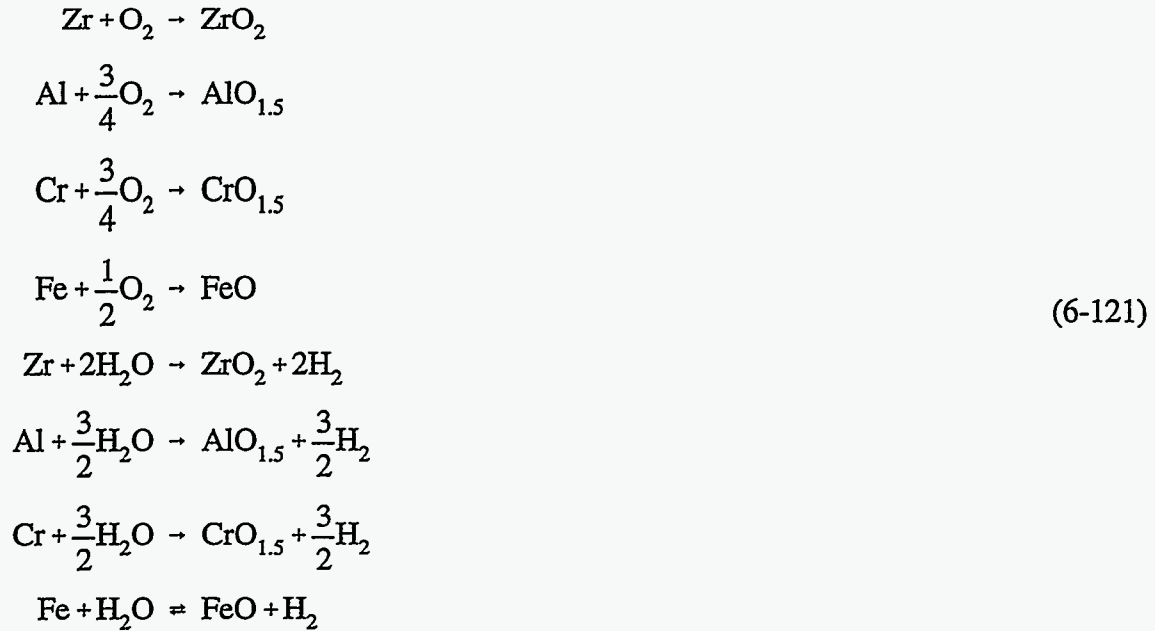 Zr + O₂ → ZrO₂
Al + 3/4 O₂ → AlO₁.₅
Cr + 3/4 O₂ → CrO₁.₅
Fe + 1/2 O₂ → FeO
(6-121)
Zr + 2H₂O → ZrO₂ + 2H₂
Al + 3/2 H₂O → AlO₁.₅ + 3/2 H₂
Cr + 3/2 H₂O → CrO₁.₅ + 3/2 H₂
Fe + H₂O ⇌ FeO + H₂